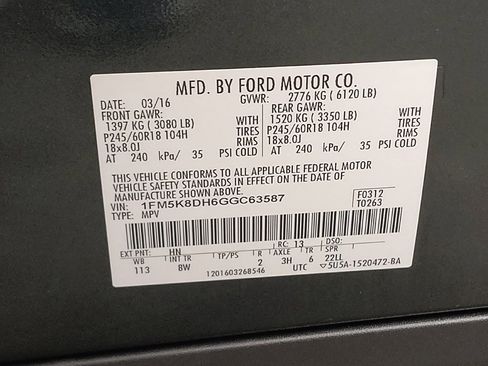 MFD. BY FORD MOTOR CO.
DATE: 03/16 GVWR: 2776 KG ( 6120 LB)
FRONT GAWR: REAR GAWR:
1397 KG ( 3080 LB) WITH 1520 KG ( 3350 LB) WITH
P245/60R18 104H TIRES P245/60R18 104H TIRES
18x8.0J RIMS 18x8.0J RIMS
AT 240 kPa/ 35 PSI COLD AT 240 kPa/ 35 PSI COLD
THIS VEHICLE CONFORMS TO ALL APPLICABLE FEDERAL MOTOR
VEHICLE SAFETY STANDARDS IN EFFECT ON THE DATE OF
MANUFACTURE SHOWN ABOVE.
VIN: 1FM5K8DH6GGC63587 F0312
TYPE: MPV T0263
EXT PNT: HN RC: 13 DSO:
WB INT TR TP/PS R AXLE TR SPR
113 8W 2 3H 6 22LL
1201603268546 UTC ▽5U5A-1520472-BA